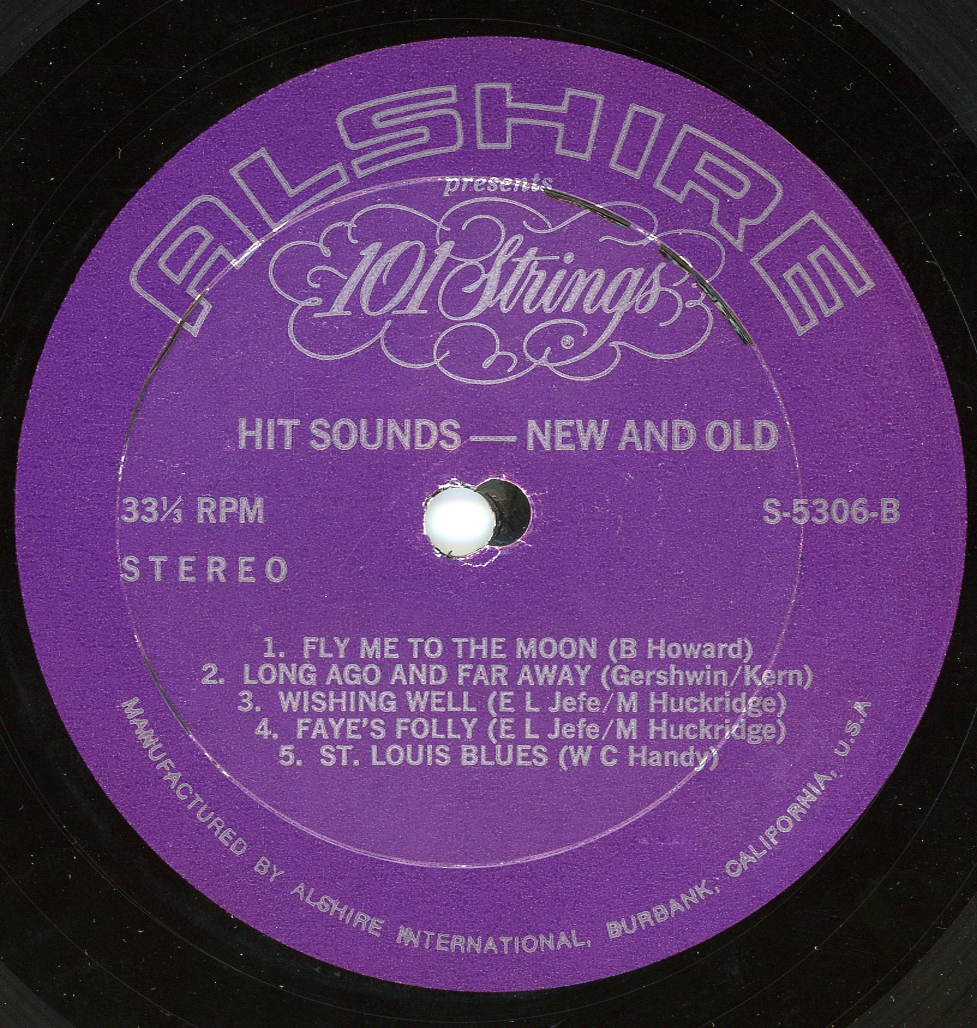 ALSHIRE
presents
101 Strings
®
HIT SOUNDS — NEW AND OLD
33⅓ RPM
S-5306-B
STEREO
1. FLY ME TO THE MOON (B Howard)
2. LONG AGO AND FAR AWAY (Gershwin/Kern)
3. WISHING WELL (E L Jefe/M Huckridge)
4. FAYE'S FOLLY (E L Jefe/M Huckridge)
5. ST. LOUIS BLUES (W C Handy)
MANUFACTURED BY ALSHIRE INTERNATIONAL, BURBANK, CALIFORNIA, U.S.A